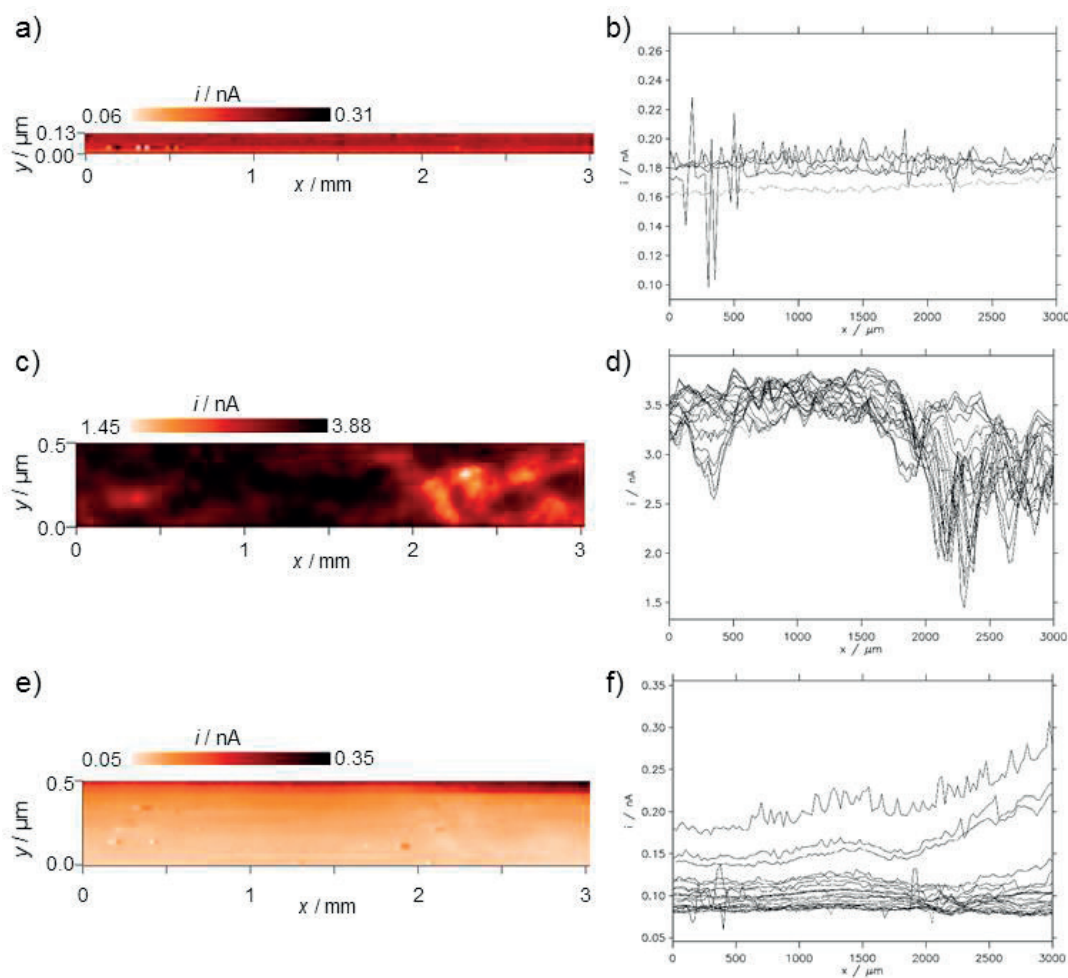 a)
i / nA
0.06 0.31
y / µm
0.13
0.00
0 1 2 3
x / mm
b)
i / nA
0.26
0.24
0.22
0.20
0.18
0.16
0.14
0.12
0.10
0 500 1000 1500 2000 2500 3000
x / µm
c)
i / nA
1.45 3.88
y / µm
0.5
0.0
0 1 2 3
x / mm
d)
i / nA
3.5
3.0
2.5
2.0
1.5
0 500 1000 1500 2000 2500 3000
x / µm
e)
i / nA
0.05 0.35
y / µm
0.5
0.0
0 1 2 3
x / mm
f)
i / nA
0.35
0.30
0.25
0.20
0.15
0.10
0.05
0 500 1000 1500 2000 2500 3000
x / µm